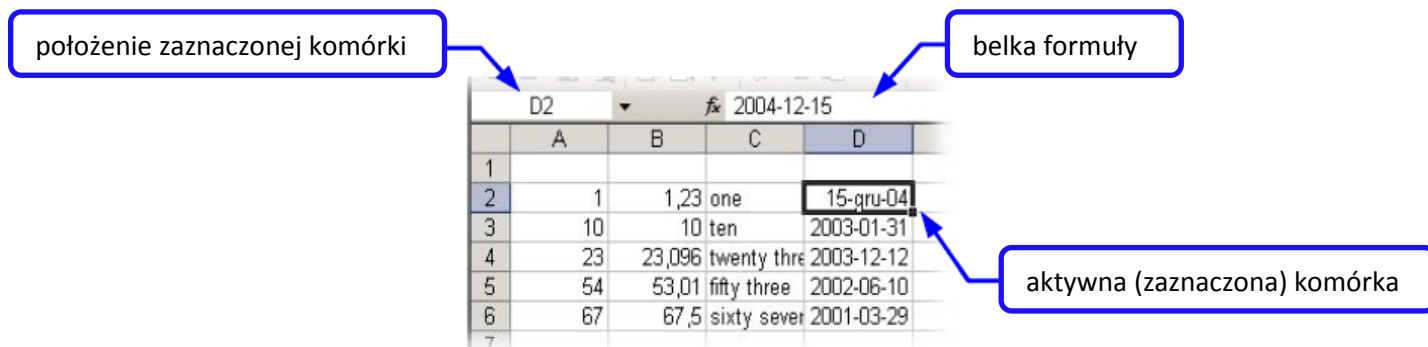 położenie zaznaczonej komórki
belka formuły
D2 fx 2004-12-15
A B C D
1
2 1 1,23 one 15-gru-04
3 10 10 ten 2003-01-31
4 23 23,096 twenty thre 2003-12-12
5 54 53,01 fifty three 2002-06-10
6 67 67,5 sixty sever 2001-03-29
7
aktywna (zaznaczona) komórka